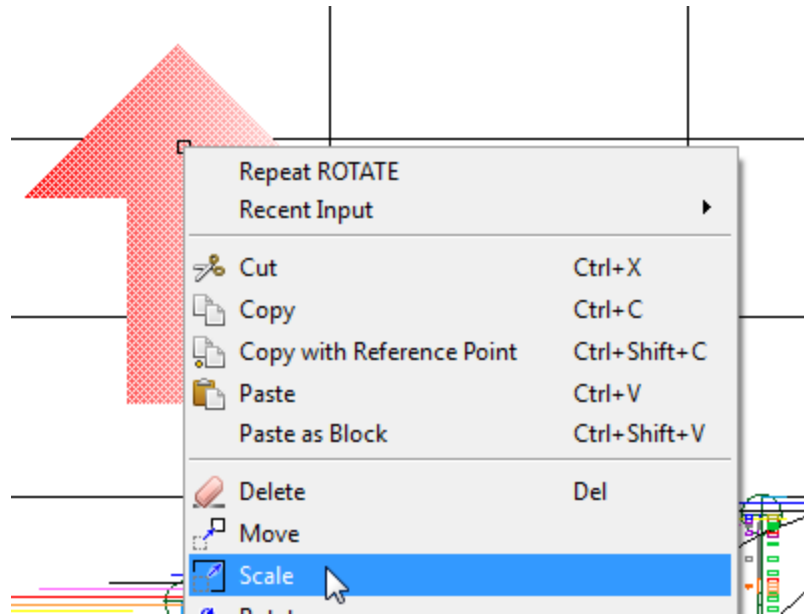 Repeat ROTATE
Recent Input
Cut Ctrl+X
Copy Ctrl+C
Copy with Reference Point Ctrl+Shift+C
Paste Ctrl+V
Paste as Block Ctrl+Shift+V
Delete Del
Move
Scale